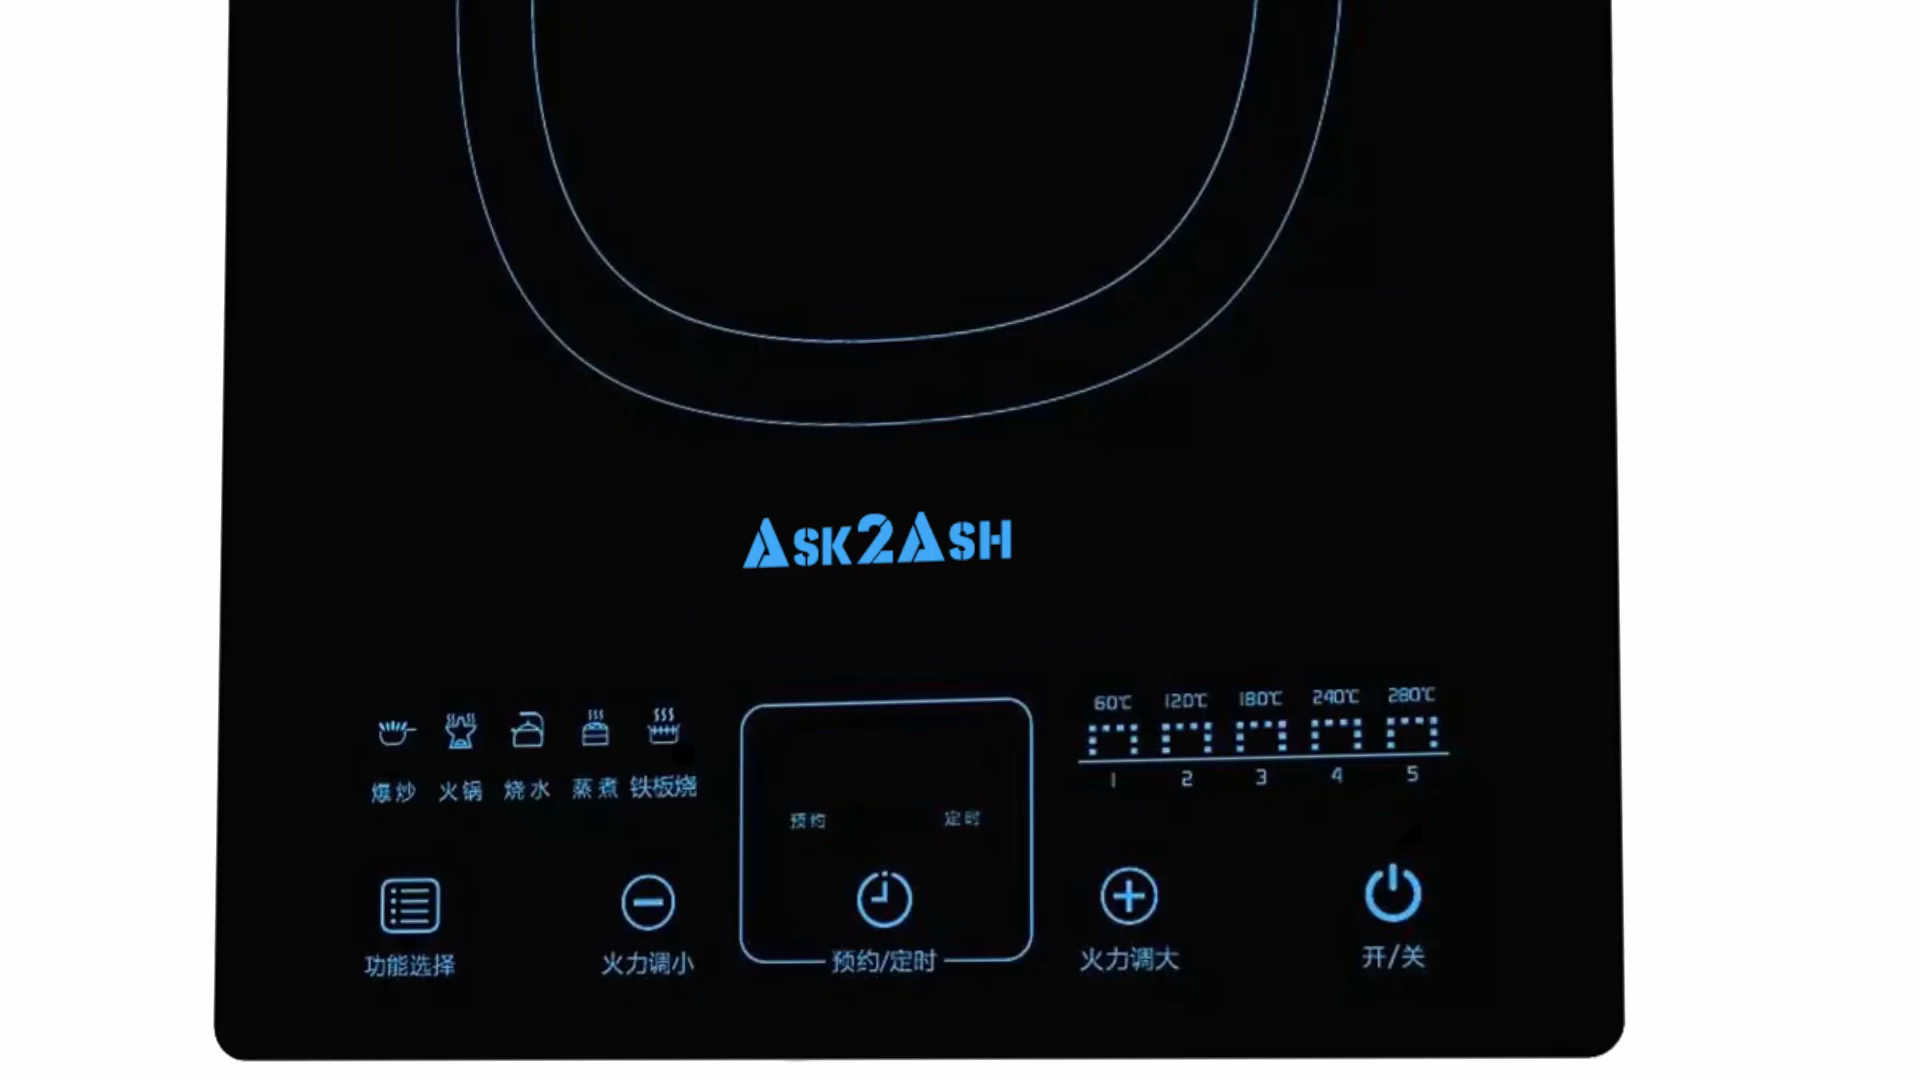 ASK2ASH
60℃ 120℃ 180℃ 240℃ 280℃
1 2 3 4 5
爆炒 火锅 烧水 蒸煮 铁板烧
预约 定时
功能选择 火力调小 预约/定时 火力调大 开/关